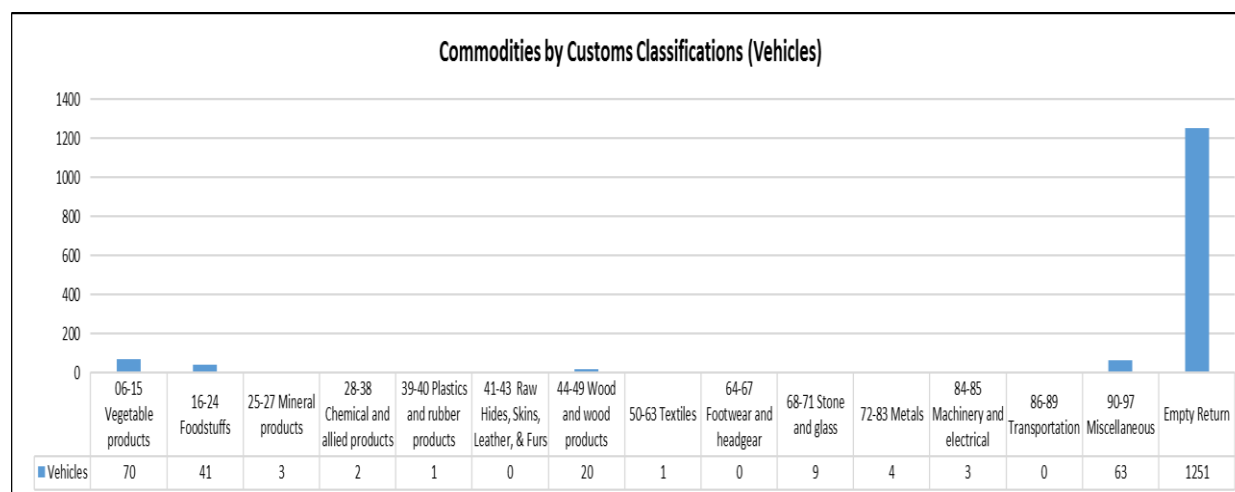 Commodities by Customs Classifications (Vehicles)
1400
1200
1000
800
600
400
200
0
06-15
Vegetable
products
16-24
Foodstuffs
25-27 Mineral
products
28-38
Chemical and
allied products
39-40 Plastics
and rubber
products
41-43 Raw
Hides, Skins,
Leather, & Furs
44-49 Wood
and wood
products
50-63 Textiles
64-67
Footwear and
headgear
68-71 Stone
and glass
72-83 Metals
84-85
Machinery and
electrical
86-89
Transportation
90-97
Miscellaneous
Empty Return
Vehicles 70 41 3 2 1 0 20 1 0 9 4 3 0 63 1251